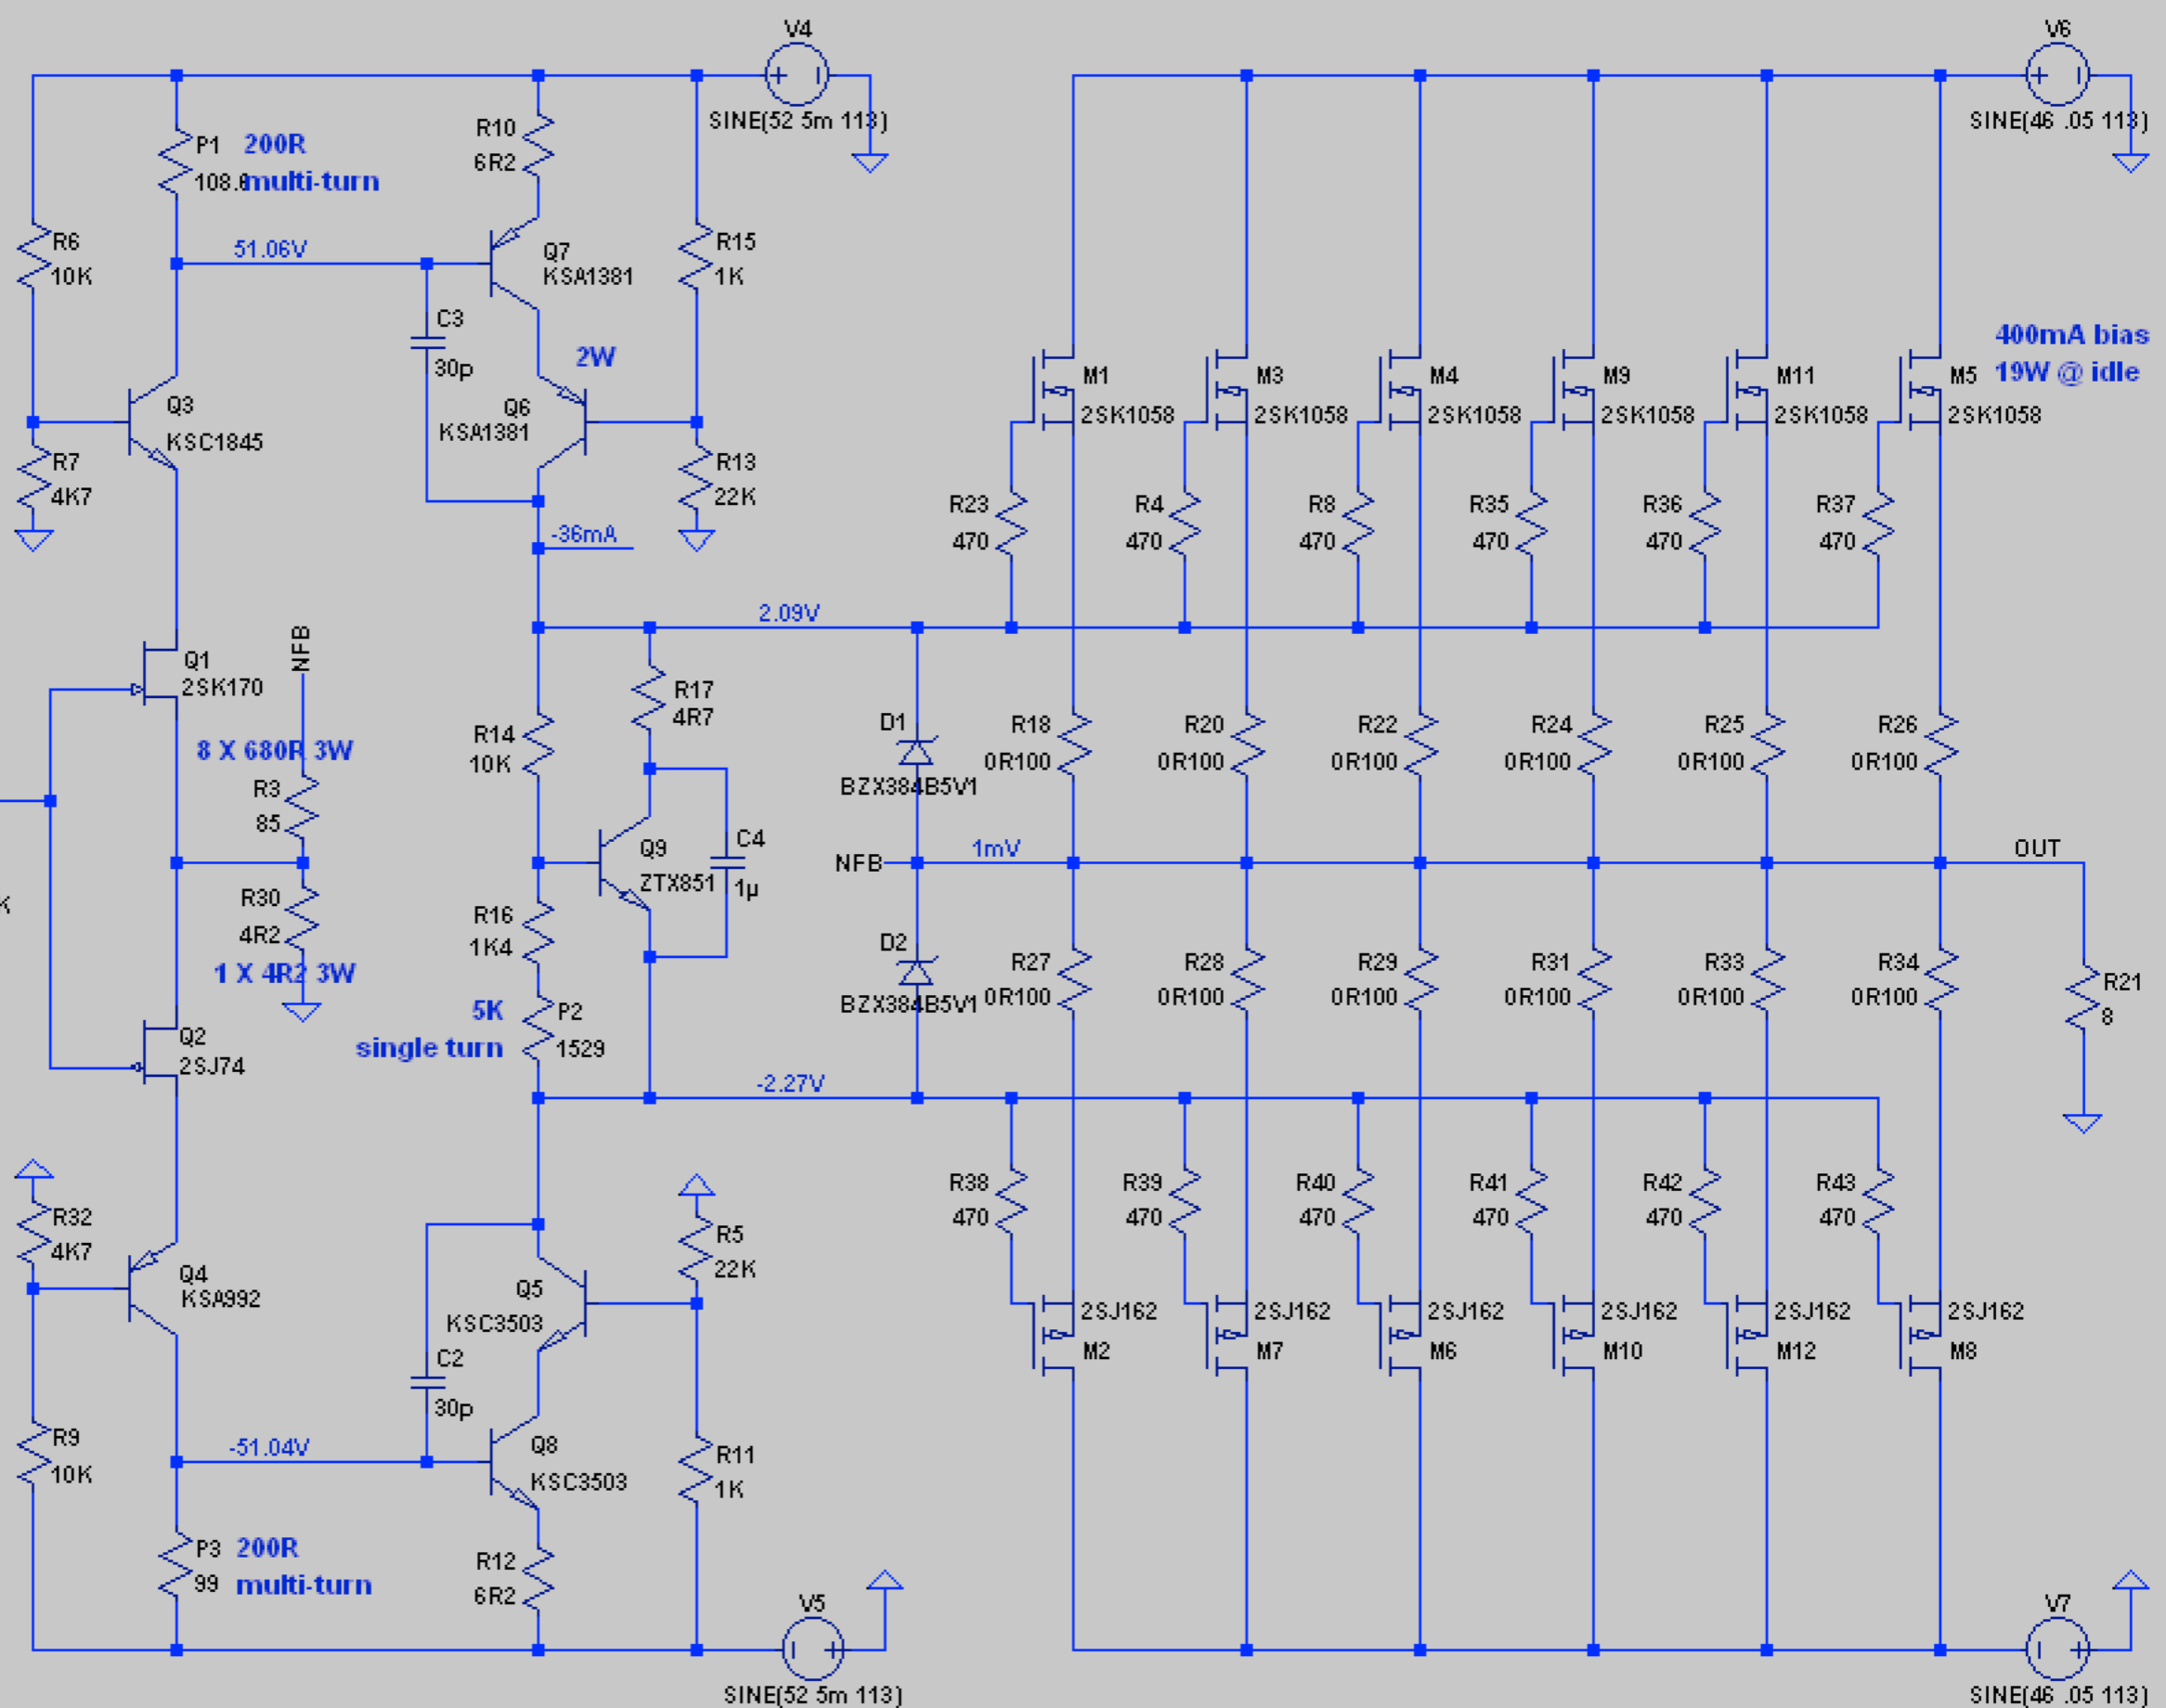 V4
SINE(52 5m 113)
V6
SINE(46 .05 113)
P1
200R
multi-turn
R10
6R2
R6
10K
51.06V
Q7
KSA1381
R15
1K
C3
30p
2W
Q6
KSA1381
Q3
KSC1845
R7
4K7
R13
22K
-36mA
400mA bias
19W @ idle
M1
2SK1058
M3
2SK1058
M4
2SK1058
M9
2SK1058
M11
2SK1058
M5
2SK1058
R23
470
R4
470
R8
470
R35
470
R36
470
R37
470
2.09V
NFB
Q1
2SK170
8 X 680R 3W
R3
85
R14
10K
R17
4R7
D1
BZX384B5V1
R18
0R100
R20
0R100
R22
0R100
R24
0R100
R25
0R100
R26
0R100
Q9
ZTX851
C4
1µ
NFB
1mV
OUT
K
R30
4R2
1 X 4R2 3W
R16
1K4
D2
BZX384B5V1
R27
0R100
R28
0R100
R29
0R100
R31
0R100
R33
0R100
R34
0R100
R21
8
5K
single turn
P2
1529
Q2
2SJ74
-2.27V
R32
4K7
R5
22K
R38
470
R39
470
R40
470
R41
470
R42
470
R43
470
Q4
KSA992
Q5
KSC3503
2SJ162
M2
2SJ162
M7
2SJ162
M6
2SJ162
M10
2SJ162
M12
2SJ162
M8
C2
30p
R9
10K
-51.04V
Q8
KSC3503
R11
1K
P3
99
200R
multi-turn
R12
6R2
V5
SINE(52 5m 113)
V7
SINE(46 .05 113)